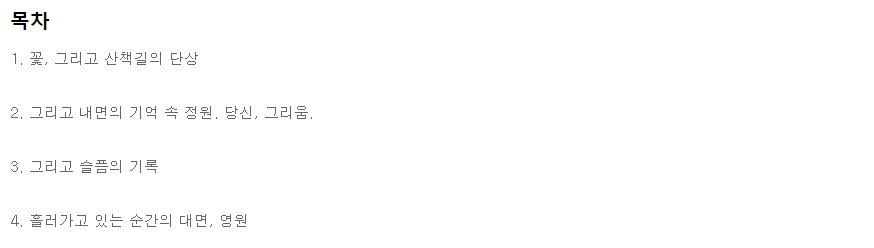 목차
1. 꽃, 그리고 산책길의 단상
2. 그리고 내면의 기억 속 정원. 당신, 그리움.
3. 그리고 슬픔의 기록
4. 흘러가고 있는 순간의 대면, 영원